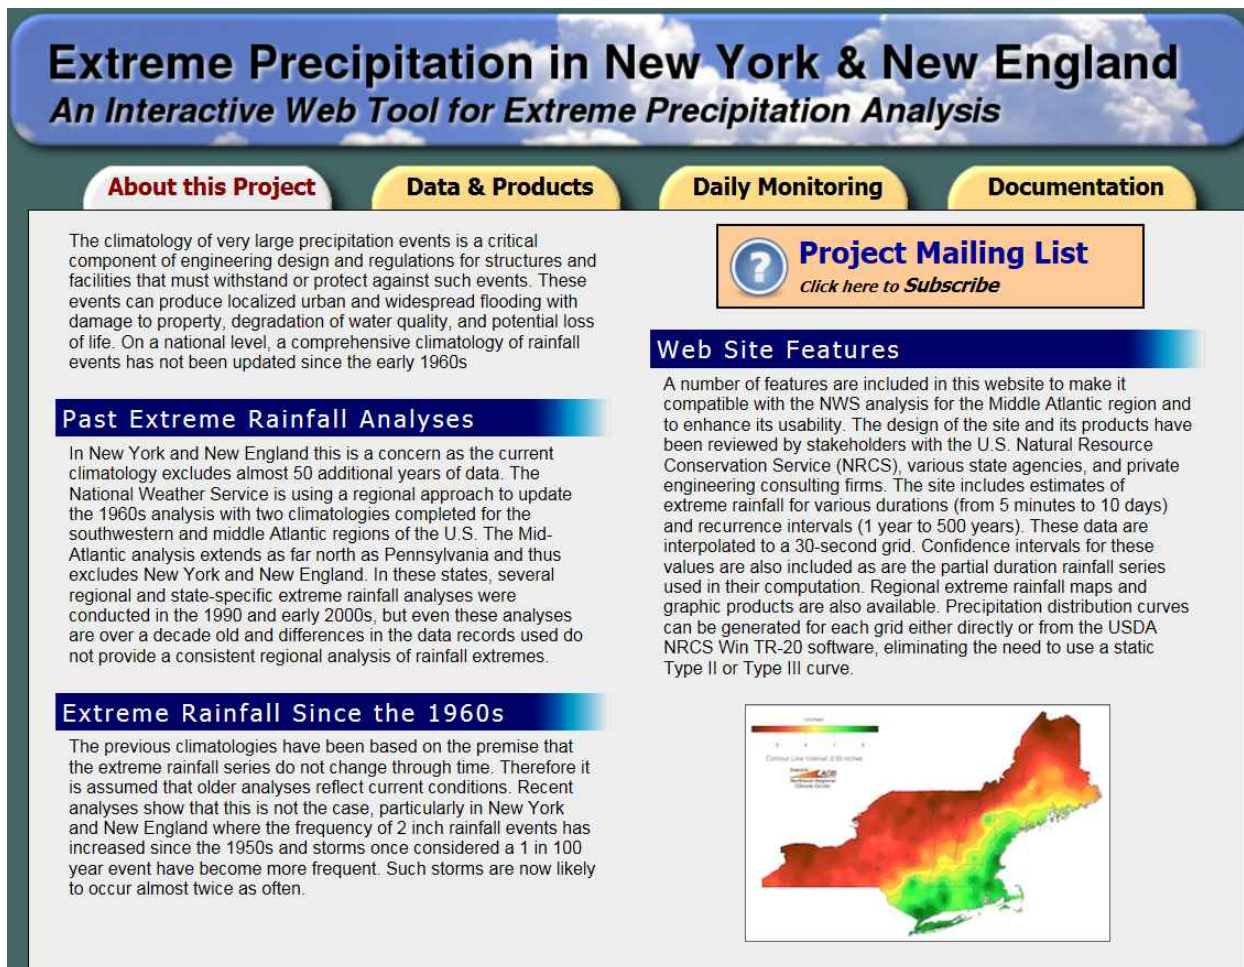 Extreme Precipitation in New York & New England
An Interactive Web Tool for Extreme Precipitation Analysis
About this Project
Data & Products
Daily Monitoring
Documentation
The climatology of very large precipitation events is a critical
component of engineering design and regulations for structures and
facilities that must withstand or protect against such events. These
events can produce localized urban and widespread flooding with
damage to property, degradation of water quality, and potential loss
of life. On a national level, a comprehensive climatology of rainfall
events has not been updated since the early 1960s
Past Extreme Rainfall Analyses
In New York and New England this is a concern as the current
climatology excludes almost 50 additional years of data. The
National Weather Service is using a regional approach to update
the 1960s analysis with two climatologies completed for the
southwestern and middle Atlantic regions of the U.S. The Mid-
Atlantic analysis extends as far north as Pennsylvania and thus
excludes New York and New England. In these states, several
regional and state-specific extreme rainfall analyses were
conducted in the 1990 and early 2000s, but even these analyses
are over a decade old and differences in the data records used do
not provide a consistent regional analysis of rainfall extremes.
Extreme Rainfall Since the 1960s
The previous climatologies have been based on the premise that
the extreme rainfall series do not change through time. Therefore it
is assumed that older analyses reflect current conditions. Recent
analyses show that this is not the case, particularly in New York
and New England where the frequency of 2 inch rainfall events has
increased since the 1950s and storms once considered a 1 in 100
year event have become more frequent. Such storms are now likely
to occur almost twice as often.
Project Mailing List
Click here to Subscribe
Web Site Features
A number of features are included in this website to make it
compatible with the NWS analysis for the Middle Atlantic region and
to enhance its usability. The design of the site and its products have
been reviewed by stakeholders with the U.S. Natural Resource
Conservation Service (NRCS), various state agencies, and private
engineering consulting firms. The site includes estimates of
extreme rainfall for various durations (from 5 minutes to 10 days)
and recurrence intervals (1 year to 500 years). These data are
interpolated to a 30-second grid. Confidence intervals for these
values are also included as are the partial duration rainfall series
used in their computation. Regional extreme rainfall maps and
graphic products are also available. Precipitation distribution curves
can be generated for each grid either directly or from the USDA
NRCS Win TR-20 software, eliminating the need to use a static
Type II or Type III curve.
inches
Contour Line Interval: 0.50 inches